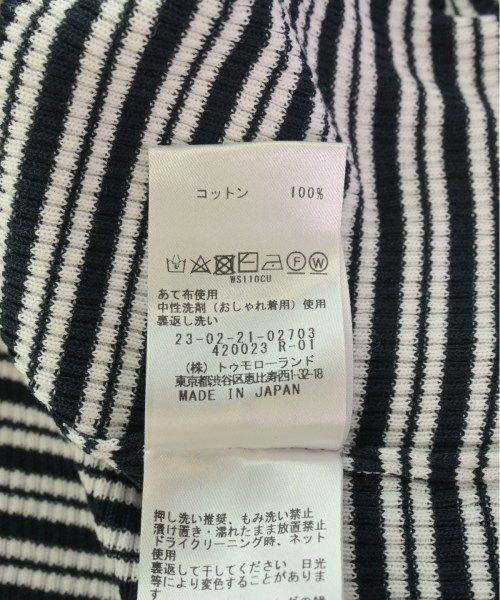 コットン 100%
F W
WS110CU
あて布使用
中性洗剤（おしゃれ着用）使用
裏返し洗い
23-02-21-02703
420023 R-01
（株）トゥモローランド
東京都渋谷区恵比寿西1-32-18
MADE IN JAPAN
押し洗い推奨、もみ洗い禁止
漬け置き・濡れたまま放置禁止
ドライクリーニング時、ネット
使用
裏返して干してください 日光
等により変色することがあります